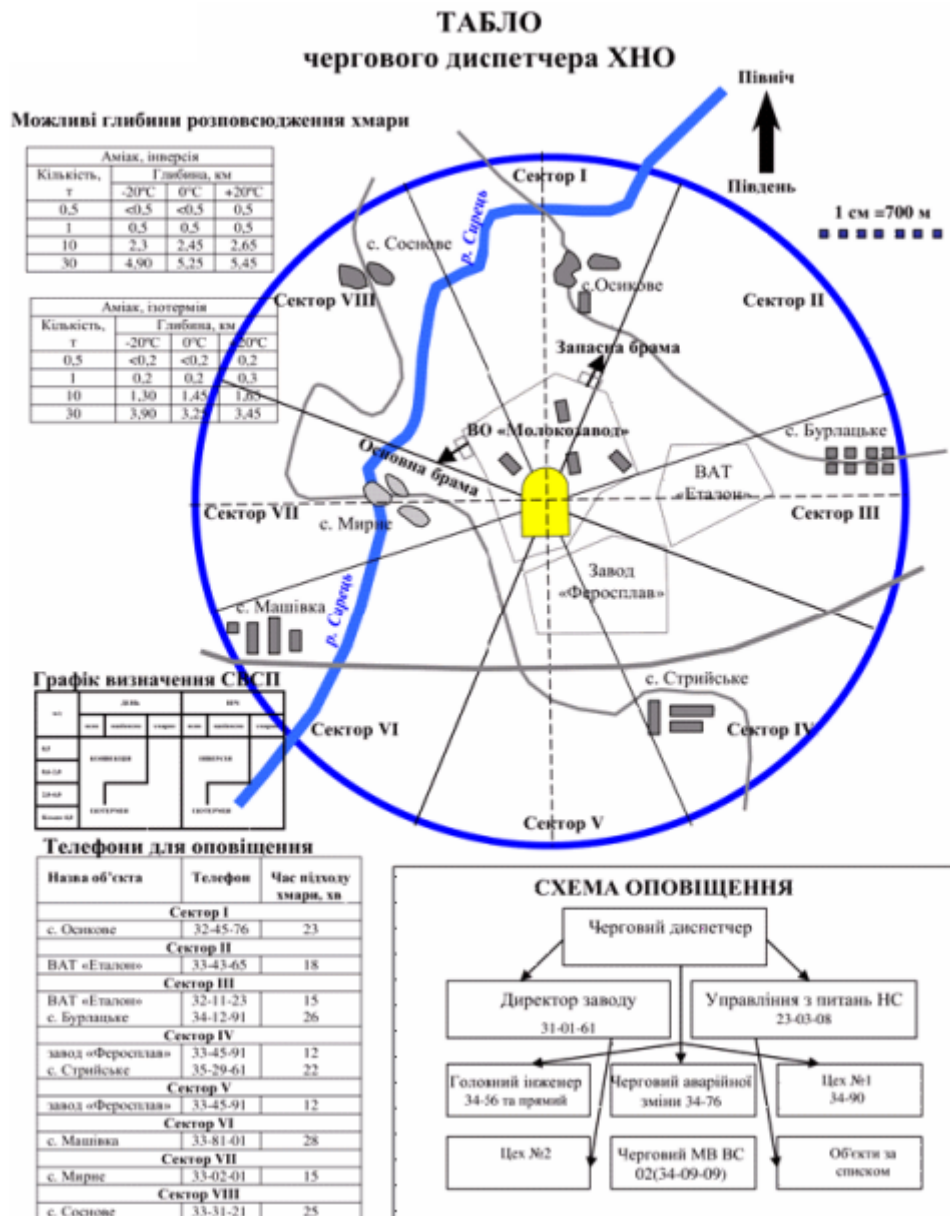 ТАБЛО
чергового диспетчера ХНО
Північ
Південь
1 см =700 м
Можливі глибини розповсюдження хмари
Аміак, інверсія
Кількість, т Глибина, км
-20°С 0°С +20°С
0,5 <0,5 <0,5 0,5
1 0,5 0,5 0,5
10 2,3 2,45 2,65
30 4,90 5,25 5,45
Аміак, ізотермія
Кількість, т Глибина, км
-20°С 0°С +20°С
0,5 <0,2 <0,2 0,2
1 0,2 0,2 0,3
10 1,30 1,45 1,65
30 3,90 3,25 3,45
Сектор I
р. Сирець
с. Соснове
Сектор VIII
с.Осикове
Сектор II
Запасна брама
ВО «Молокозавод»
Основна брама
с. Бурлацьке
ВАТ
«Еталон»
Сектор VII
Сектор III
с. Мирне
Завод
«Феросплав»
р. Сирець
с. Машівка
с. Стрийське
Сектор VI
Сектор IV
Сектор V
Графік визначення СВСП
ДЕНЬ НІЧ
КОНВЕКЦІЯ ІНВЕРСІЯ
ІЗОТЕРМІЯ ІЗОТЕРМІЯ
Телефони для оповіщення
Назва об'єкта Телефон Час підходу хмари, хв
Сектор I
с. Осикове 32-45-76 23
Сектор II
ВАТ «Еталон» 33-43-65 18
Сектор III
ВАТ «Еталон» 32-11-23 15
с. Бурлацьке 34-12-91 26
Сектор IV
завод «Феросплав» 33-45-91 12
с. Стрийське 35-29-61 22
Сектор V
завод «Феросплав» 33-45-91 12
Сектор VI
с. Машівка 33-81-01 28
Сектор VII
с. Мирне 33-02-01 15
Сектор VIII
с. Соснове 33-31-21 25
СХЕМА ОПОВІЩЕННЯ
Черговий диспетчер
Директор заводу
31-01-61
Управління з питань НС
23-03-08
Головний інженер
34-56 та прямий
Черговий аварійної
зміни 34-76
Цех №1
34-90
Цех №2
Черговий МВ ВС
02(34-09-09)
Об'єкти за
списком